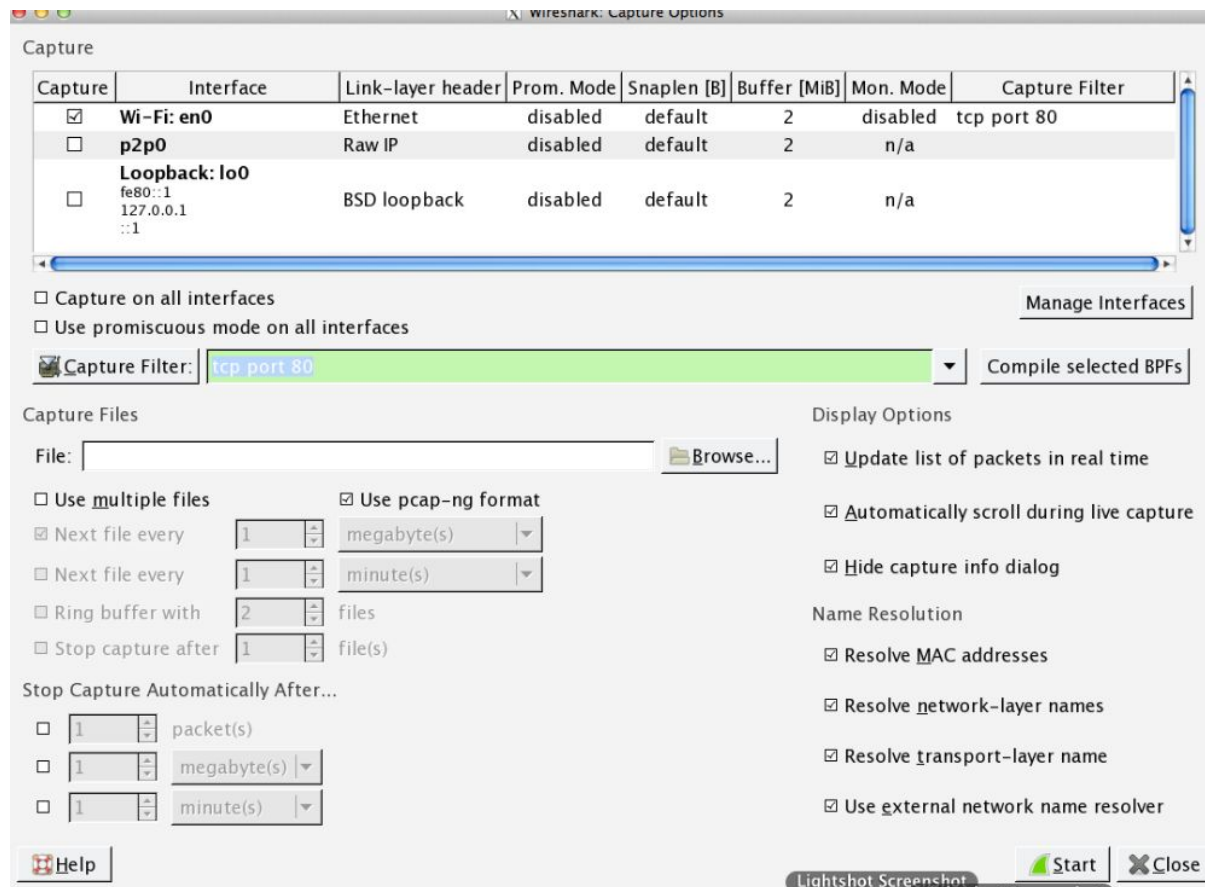 Wireshark: Capture Options
Capture
Capture Interface Link-layer header Prom. Mode Snaplen [B] Buffer [MiB] Mon. Mode Capture Filter
Wi-Fi: en0 Ethernet disabled default 2 disabled tcp port 80
p2p0 Raw IP disabled default 2 n/a
Loopback: lo0
fe80::1
127.0.0.1
::1
BSD loopback disabled default 2 n/a
Capture on all interfaces
Manage Interfaces
Use promiscuous mode on all interfaces
Capture Filter: tcp port 80 Compile selected BPFs
Capture Files
File: Browse...
Use multiple files Use pcap-ng format
Next file every 1 megabyte(s)
Next file every 1 minute(s)
Ring buffer with 2 files
Stop capture after 1 file(s)
Stop Capture Automatically After...
1 packet(s)
1 megabyte(s)
1 minute(s)
Display Options
Update list of packets in real time
Automatically scroll during live capture
Hide capture info dialog
Name Resolution
Resolve MAC addresses
Resolve network-layer names
Resolve transport-layer name
Use external network name resolver
Help Start Close
Lightshot Screenshot